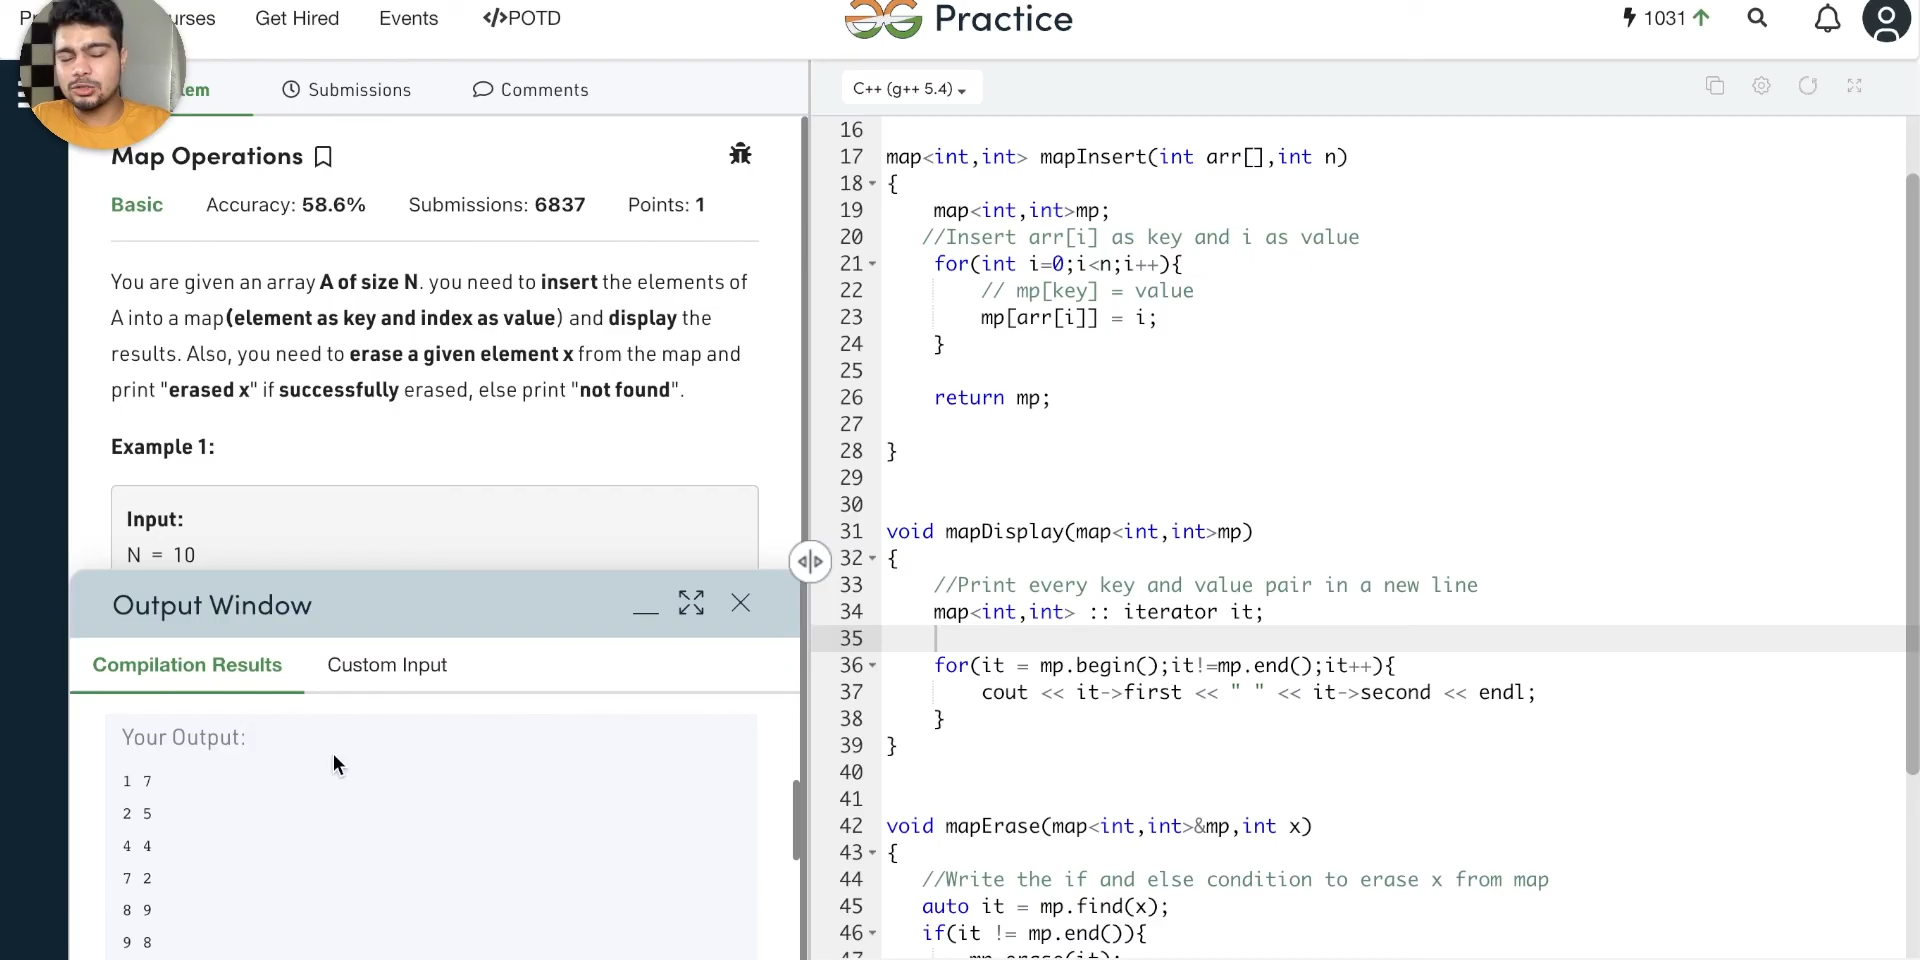 Get Hired
Events
</>POTD
Practice
1031
Submissions
Comments
C++ (g++ 5.4)
Map Operations
Basic
Accuracy: 58.6%
Submissions: 6837
Points: 1
You are given an array A of size N. you need to insert the elements of
A into a map(element as key and index as value) and display the
results. Also, you need to erase a given element x from the map and
print "erased x" if successfully erased, else print "not found".
Example 1:
Input:
N = 10
Output Window
Compilation Results
Custom Input
Your Output:
1 7
2 5
4 4
7 2
8 9
9 8
16
17 map<int,int> mapInsert(int arr[],int n)
18 {
19 map<int,int>mp;
20 //Insert arr[i] as key and i as value
21 for(int i=0;i<n;i++){
22 // mp[key] = value
23 mp[arr[i]] = i;
24 }
25
26 return mp;
27
28 }
29
30
31 void mapDisplay(map<int,int>mp)
32 {
33 //Print every key and value pair in a new line
34 map<int,int> :: iterator it;
35
36 for(it = mp.begin();it!=mp.end();it++){
37 cout << it->first << " " << it->second << endl;
38 }
39 }
40
41
42 void mapErase(map<int,int>&mp,int x)
43 {
44 //Write the if and else condition to erase x from map
45 auto it = mp.find(x);
46 if(it != mp.end()){